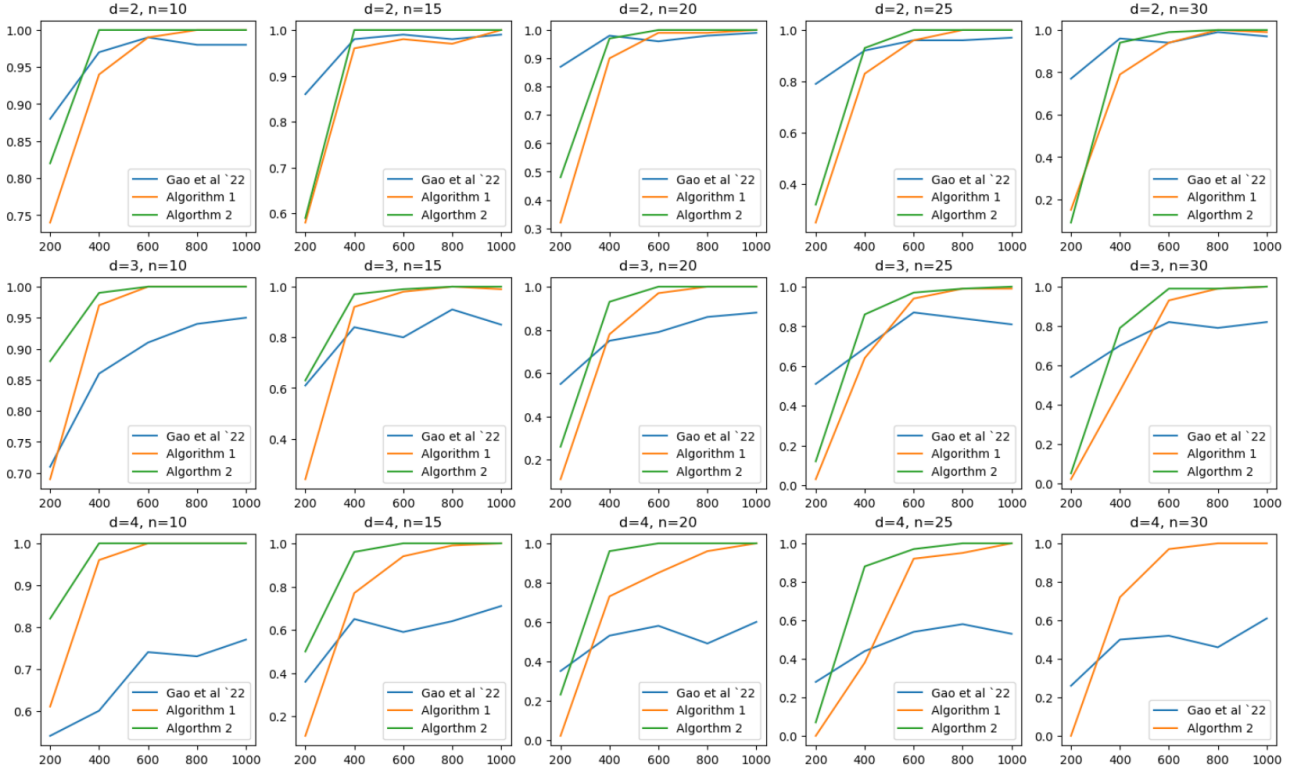 d=2, n=10
1.00
0.95
0.90
0.85
0.80
0.75
Gao et al `22
Algorithm 1
Algorthm 2
200 400 600 800 1000
d=2, n=15
1.0
0.9
0.8
0.7
0.6
Gao et al `22
Algorithm 1
Algorthm 2
200 400 600 800 1000
d=2, n=20
1.0
0.9
0.8
0.7
0.6
0.5
0.4
0.3
Gao et al `22
Algorithm 1
Algorthm 2
200 400 600 800 1000
d=2, n=25
1.0
0.8
0.6
0.4
Gao et al `22
Algorithm 1
Algorthm 2
200 400 600 800 1000
d=2, n=30
1.0
0.8
0.6
0.4
0.2
Gao et al `22
Algorithm 1
Algorthm 2
200 400 600 800 1000
d=3, n=10
1.00
0.95
0.90
0.85
0.80
0.75
0.70
Gao et al `22
Algorithm 1
Algorthm 2
200 400 600 800 1000
d=3, n=15
1.0
0.8
0.6
0.4
Gao et al `22
Algorithm 1
Algorthm 2
200 400 600 800 1000
d=3, n=20
1.0
0.8
0.6
0.4
0.2
Gao et al `22
Algorithm 1
Algorthm 2
200 400 600 800 1000
d=3, n=25
1.0
0.8
0.6
0.4
0.2
0.0
Gao et al `22
Algorithm 1
Algorthm 2
200 400 600 800 1000
d=3, n=30
1.0
0.8
0.6
0.4
0.2
0.0
Gao et al `22
Algorithm 1
Algorthm 2
200 400 600 800 1000
d=4, n=10
1.0
0.9
0.8
0.7
0.6
Gao et al `22
Algorithm 1
Algorthm 2
200 400 600 800 1000
d=4, n=15
1.0
0.8
0.6
0.4
0.2
Gao et al `22
Algorithm 1
Algorthm 2
200 400 600 800 1000
d=4, n=20
1.0
0.8
0.6
0.4
0.2
0.0
Gao et al `22
Algorithm 1
Algorthm 2
200 400 600 800 1000
d=4, n=25
1.0
0.8
0.6
0.4
0.2
0.0
Gao et al `22
Algorithm 1
Algorthm 2
200 400 600 800 1000
d=4, n=30
1.0
0.8
0.6
0.4
0.2
0.0
Gao et al `22
Algorthm 2
200 400 600 800 1000